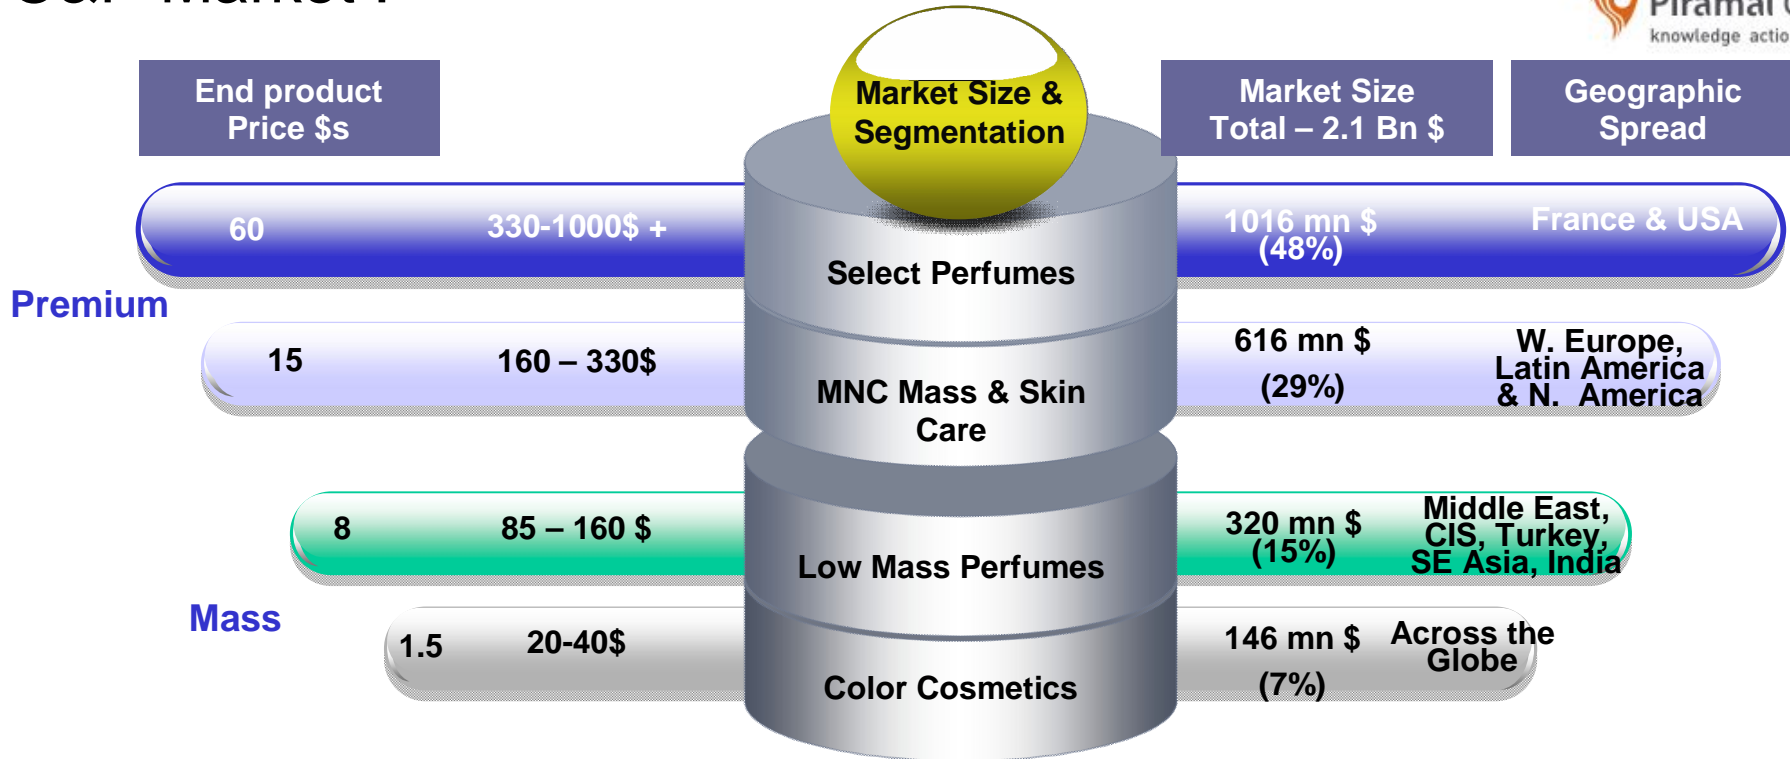 Market
Piramal
knowledge actio
End product
Price $s
Market Size &
Segmentation
Market Size
Total – 2.1 Bn $
Geographic
Spread
60
330-1000$ +
Select Perfumes
1016 mn $
(48%)
France & USA
Premium
15
160 – 330$
MNC Mass & Skin
Care
616 mn $
(29%)
W. Europe,
Latin America
& N. America
8
85 – 160 $
Low Mass Perfumes
320 mn $
(15%)
Middle East,
CIS, Turkey,
SE Asia, India
Mass
1.5
20-40$
Color Cosmetics
146 mn $
(7%)
Across the
Globe